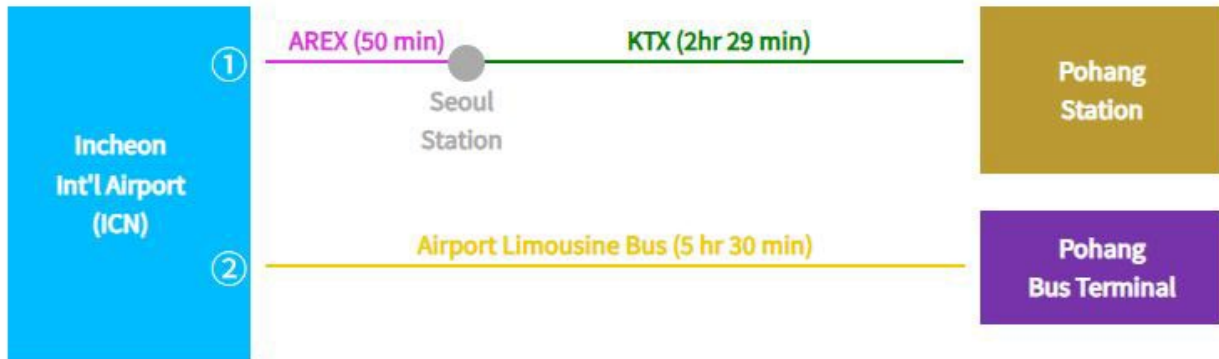 ①
AREX (50 min)
KTX (2hr 29 min)
Seoul
Station
Pohang
Station
Incheon
Int'l Airport
(ICN)
②
Airport Limousine Bus (5 hr 30 min)
Pohang
Bus Terminal